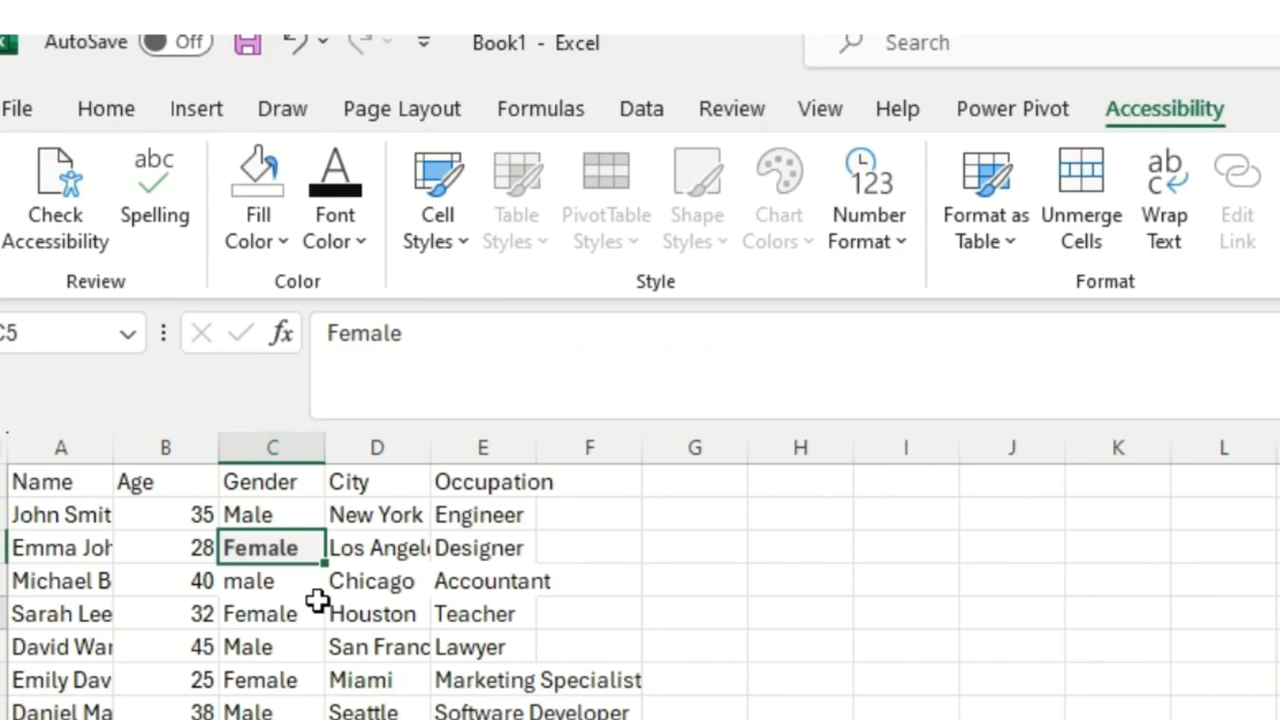 AutoSave Off Book1 - Excel Search
File Home Insert Draw Page Layout Formulas Data Review View Help Power Pivot Accessibility
Check Accessibility
abc Spelling
Fill Color
A Font Color
Cell Styles
Table Styles
PivotTable Styles
Shape Styles
Chart Colors
123 Number Format
Format as Table
Unmerge Cells
ab c Wrap Text
Edit Link
Review Color Style Format
C5 fx Female
A B C D E F G H I J K L
Name Age Gender City Occupation
John Smit 35 Male New York Engineer
Emma Joh 28 Female Los Angele Designer
Michael B 40 male Chicago Accountant
Sarah Lee 32 Female Houston Teacher
David War 45 Male San Franc Lawyer
Emily Dav 25 Female Miami Marketing Specialist
Daniel Ma 38 Male Seattle Software Developer